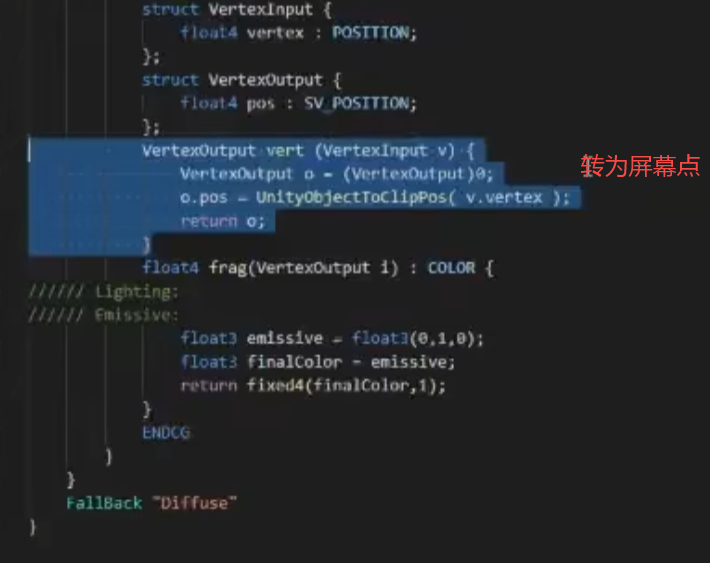 struct VertexInput {
float4 vertex : POSITION;
};
struct VertexOutput {
float4 pos : SV_POSITION;
};
VertexOutput vert (VertexInput v) {
VertexOutput o = (VertexOutput)0;
转为屏幕点
o.pos = UnityObjectToClipPos( v.vertex );
return o;
}
float4 frag(VertexOutput i) : COLOR {
////// Lighting:
////// Emissive:
float3 emissive = float3(0,1,0);
float3 finalColor = emissive;
return fixed4(finalColor,1);
}
ENDCG
}
}
FallBack "Diffuse"
}